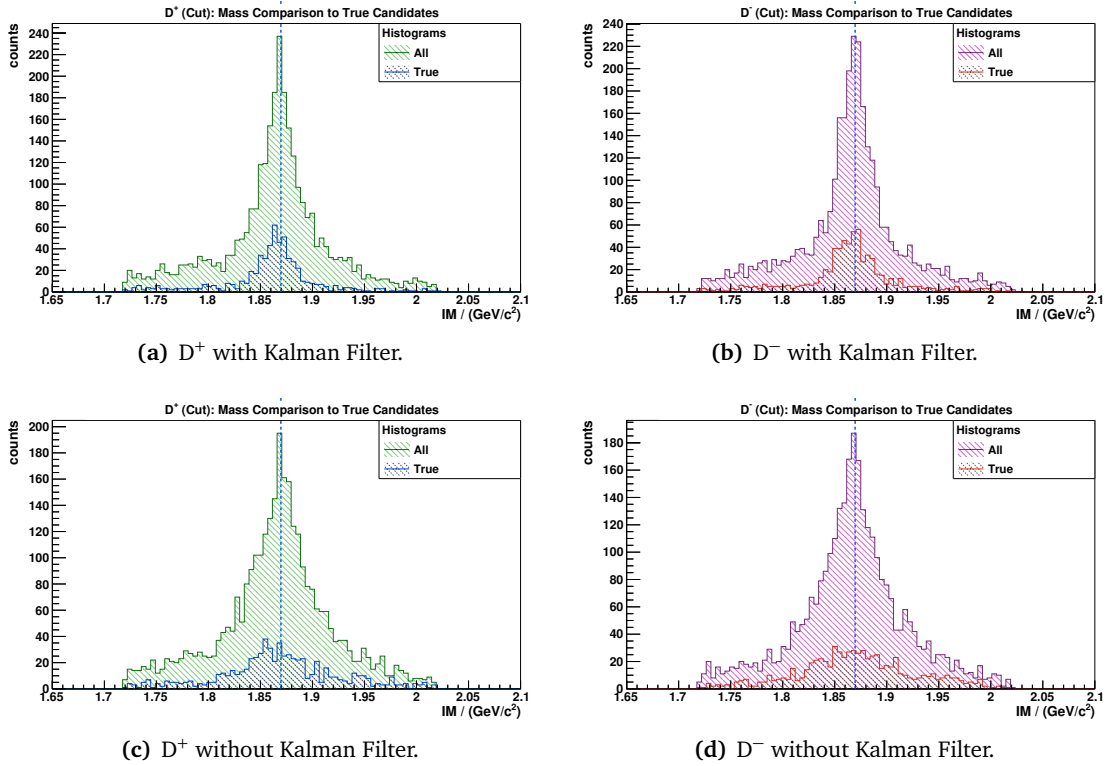 D⁺ (Cut): Mass Comparison to True Candidates
counts
240
220
200
180
160
140
120
100
80
60
40
20
0
1.65 1.7 1.75 1.8 1.85 1.9 1.95 2 2.05 2.1
IM / (GeV/c²)
Histograms
All
True
(a) D⁺ with Kalman Filter.
D⁻ (Cut): Mass Comparison to True Candidates
counts
240
220
200
180
160
140
120
100
80
60
40
20
0
1.65 1.7 1.75 1.8 1.85 1.9 1.95 2 2.05 2.1
IM / (GeV/c²)
Histograms
All
True
(b) D⁻ with Kalman Filter.
D⁺ (Cut): Mass Comparison to True Candidates
counts
200
180
160
140
120
100
80
60
40
20
0
1.65 1.7 1.75 1.8 1.85 1.9 1.95 2 2.05 2.1
IM / (GeV/c²)
Histograms
All
True
(c) D⁺ without Kalman Filter.
D⁻ (Cut): Mass Comparison to True Candidates
counts
180
160
140
120
100
80
60
40
20
0
1.65 1.7 1.75 1.8 1.85 1.9 1.95 2 2.05 2.1
IM / (GeV/c²)
Histograms
All
True
(d) D⁻ without Kalman Filter.